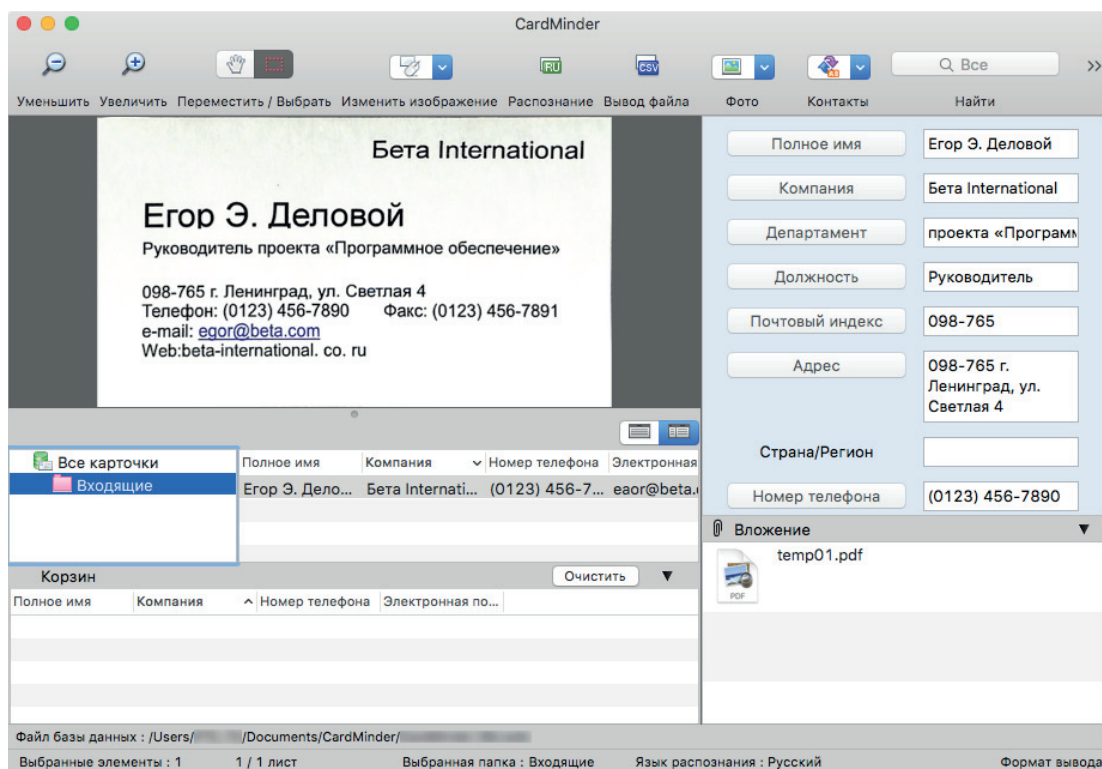 CardMinder
RU CSV Все
Уменьшить Увеличить Переместить / Выбрать Изменить изображение Распознание Вывод файла Фото Контакты Найти
Бета International
Егор Э. Деловой
Руководитель проекта «Программное обеспечение»
098-765 г. Ленинград, ул. Светлая 4
Телефон: (0123) 456-7890 Факс: (0123) 456-7891
e-mail: egor@beta.com
Web:beta-international. co. ru
Полное имя Егор Э. Деловой
Компания Бета International
Департамент проекта «Программ
Должность Руководитель
Почтовый индекс 098-765
Адрес 098-765 г.
Ленинград, ул.
Светлая 4
Страна/Регион
Номер телефона (0123) 456-7890
Все карточки
Входящие
Полное имя Компания Номер телефона Электронная
Егор Э. Дело... Бета Internati... (0123) 456-7... eaor@beta.
Корзин Очистить
Полное имя Компания Номер телефона Электронная по...
Вложение
temp01.pdf
PDF
Файл базы данных : /Users/ /Documents/CardMinder/
Выбранные элементы : 1 1 / 1 лист Выбранная папка : Входящие Язык распознания : Русский Формат вывода